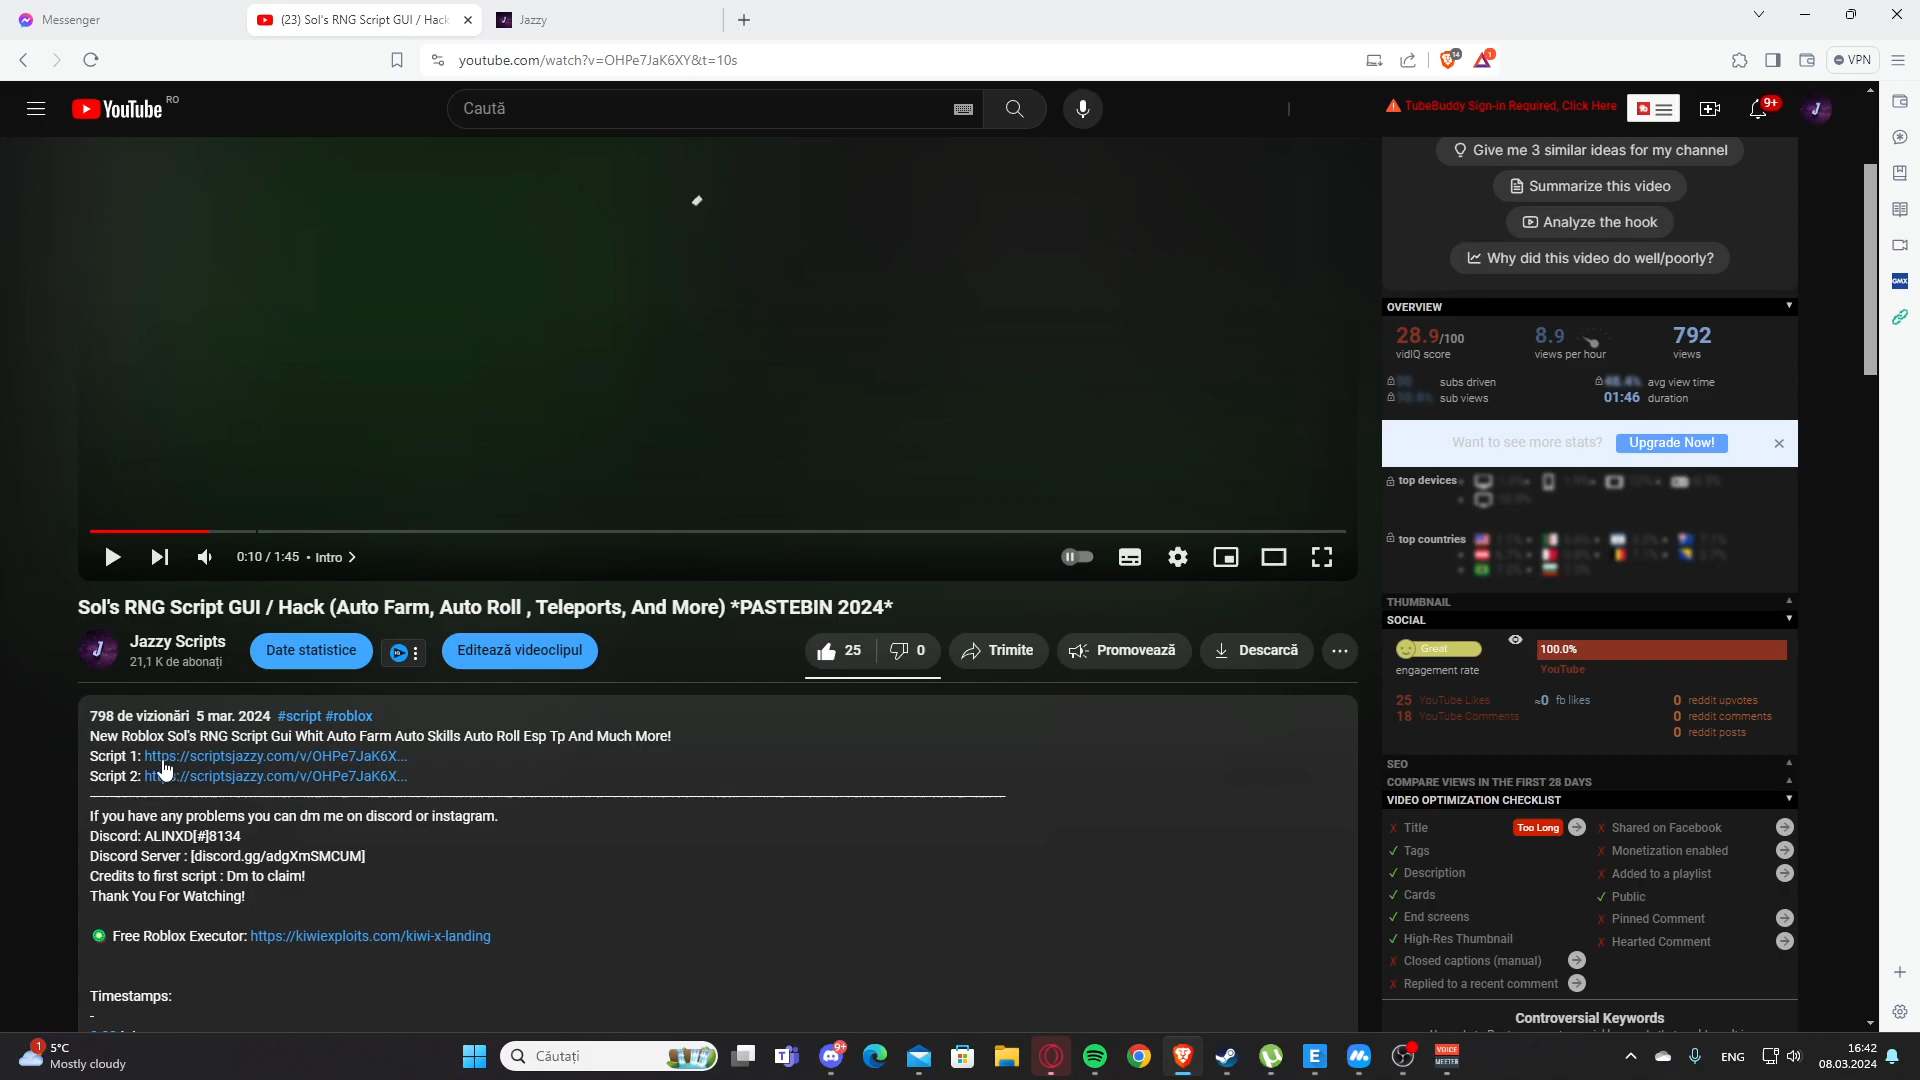 Messenger
(23) Sol's RNG Script GUI / Hack
Jazzy
youtube.com/watch?v=OHPe7JaK6XY&t=10s
14
1
VPN
YouTube RO
Caută
TubeBuddy Sign-in Required, Click Here
9+
Give me 3 similar ideas for my channel
Summarize this video
Analyze the hook
Why did this video do well/poorly?
OVERVIEW
28.9/100
8.9
792
vidIQ score
views per hour
views
subs driven
avg view time
sub views
01:46 duration
Want to see more stats?
Upgrade Now!
top devices
top countries
0:10 / 1:45 • Intro
THUMBNAIL
SOCIAL
Great
100.0%
engagement rate
YouTube
25 YouTube Likes
≈0 fb likes
0 reddit upvotes
18 YouTube Comments
0 reddit comments
0 reddit posts
Sol's RNG Script GUI / Hack (Auto Farm, Auto Roll , Teleports, And More) *PASTEBIN 2024*
Jazzy Scripts
21,1 K de abonați
Date statistice
Editează videoclipul
25
0
Trimite
Promovează
Descarcă
798 de vizionări 5 mar. 2024 #script #roblox
New Roblox Sol's RNG Script Gui Whit Auto Farm Auto Skills Auto Roll Esp Tp And Much More!
Script 1: https://scriptsjazzy.com/v/OHPe7JaK6X...
Script 2: https://scriptsjazzy.com/v/OHPe7JaK6X...
If you have any problems you can dm me on discord or instagram.
Discord: ALINXD[#]8134
Discord Server : [discord.gg/adgXmSMCUM]
Credits to first script : Dm to claim!
Thank You For Watching!
Free Roblox Executor: https://kiwiexploits.com/kiwi-x-landing
Timestamps:
-
SEO
COMPARE VIEWS IN THE FIRST 28 DAYS
VIDEO OPTIMIZATION CHECKLIST
Title
Too Long
Shared on Facebook
Tags
Monetization enabled
Description
Added to a playlist
Cards
Public
End screens
Pinned Comment
High-Res Thumbnail
Hearted Comment
Closed captions (manual)
Replied to a recent comment
Controversial Keywords
1
5°C
Mostly cloudy
Căutați
9+
VOICE
MEETER
ENG
16:42
08.03.2024
GMX